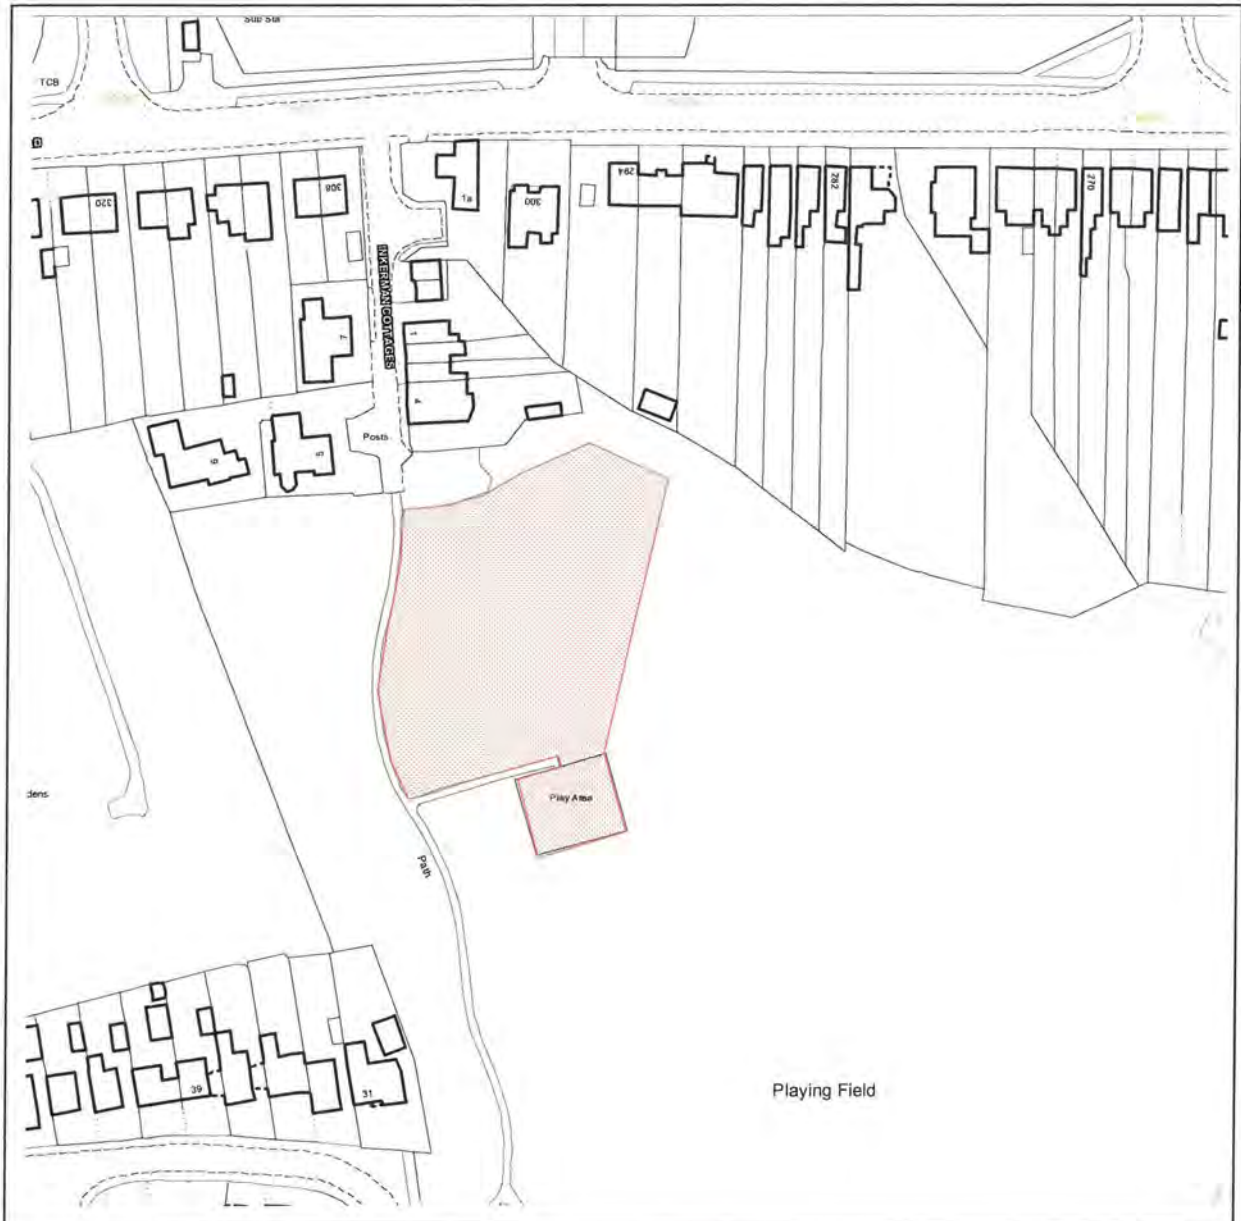 Sub Sta
TCB
320
308
1a
300
294
282
270
INKERMAN COTTAGES
7
1
4
Posts
6
5
dens
Play Area
Path
39
31
Playing Field